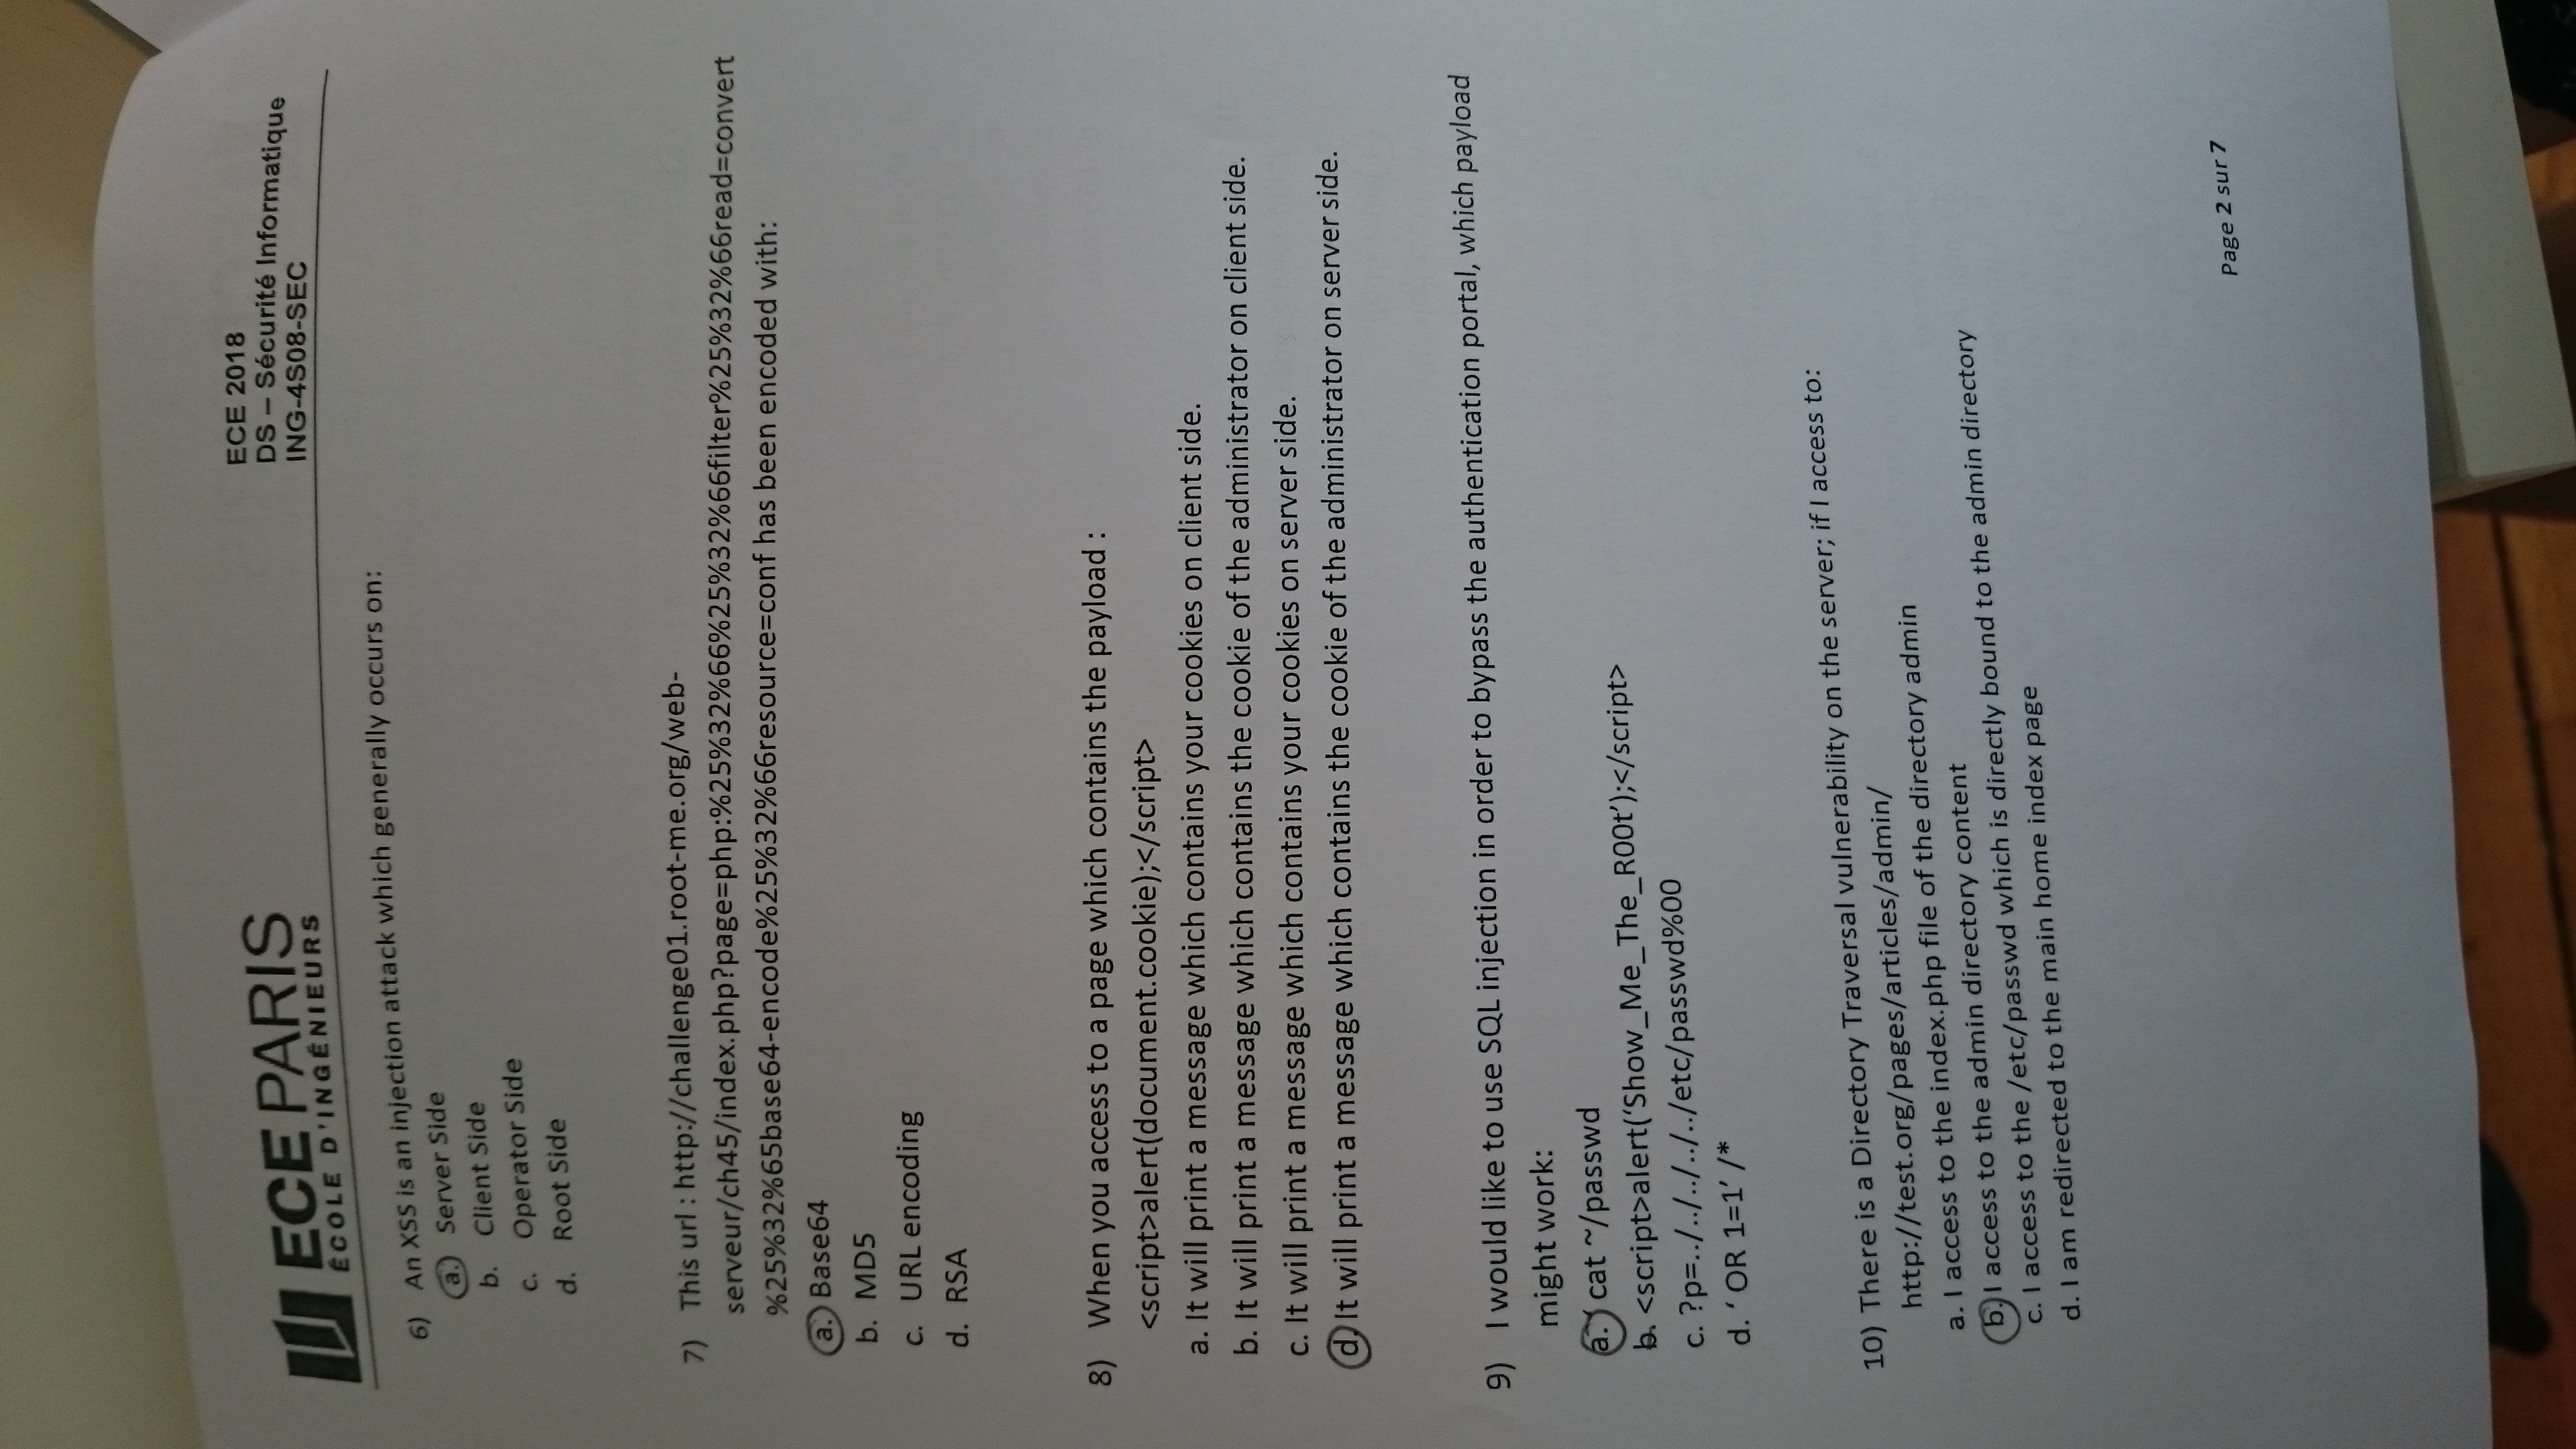 ECE PARIS
ÉCOLE D'INGÉNIEURS
ECE 2018
DS – Sécurité Informatique
ING-4S08-SEC
6) An XSS is an injection attack which generally occurs on:
a. Server Side
b. Client Side
c. Operator Side
d. Root Side
7) This url : http://challenge01.root-me.org/web-
serveur/ch45/index.php?page=php:%25%32%66%25%32%66filter%25%32%66read=convert
%25%32%65base64-encode%25%32%66resource=conf has been encoded with:
a. Base64
b. MD5
c. URL encoding
d. RSA
8) When you access to a page which contains the payload :
<script>alert(document.cookie);</script>
a. It will print a message which contains your cookies on client side.
b. It will print a message which contains the cookie of the administrator on client side.
c. It will print a message which contains your cookies on server side.
d. It will print a message which contains the cookie of the administrator on server side.
9) I would like to use SQL injection in order to bypass the authentication portal, which payload
might work:
a. cat ~/passwd
b. <script>alert(‘Show_Me_The_R00t’);</script>
c. ?p=../../../../../etc/passwd%00
d. ‘ OR 1=1’ /*
10) There is a Directory Traversal vulnerability on the server; if I access to:
http://test.org/pages/articles/admin/
a. I access to the index.php file of the directory admin
b. I access to the admin directory content
c. I access to the /etc/passwd which is directly bound to the admin directory
d. I am redirected to the main home index page
Page 2 sur 7